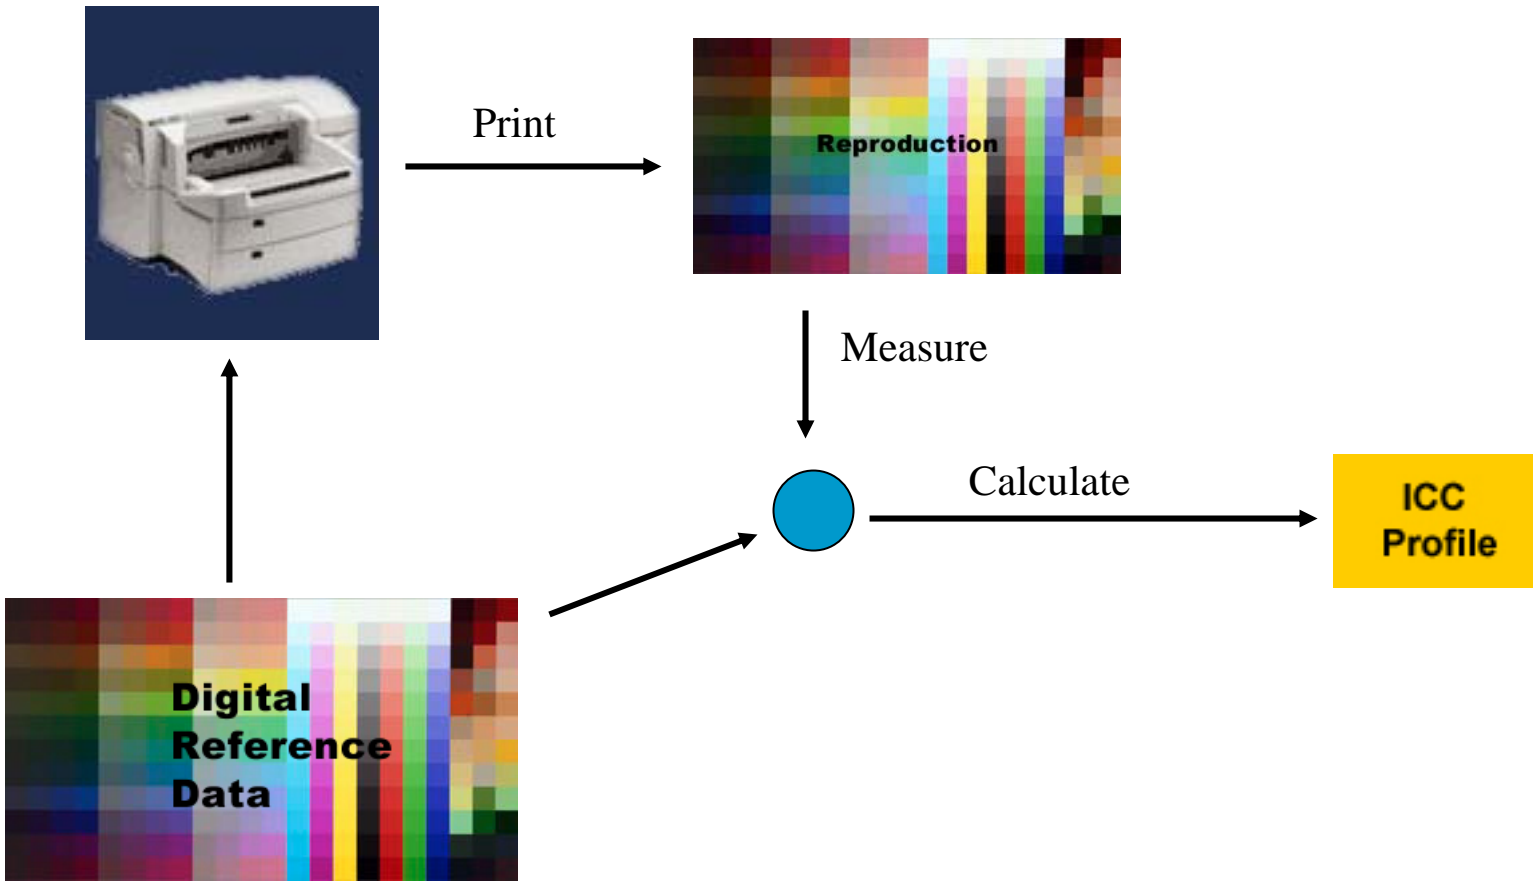 Print
Reproduction
Measure
Calculate
ICC
Profile
Digital
Reference
Data